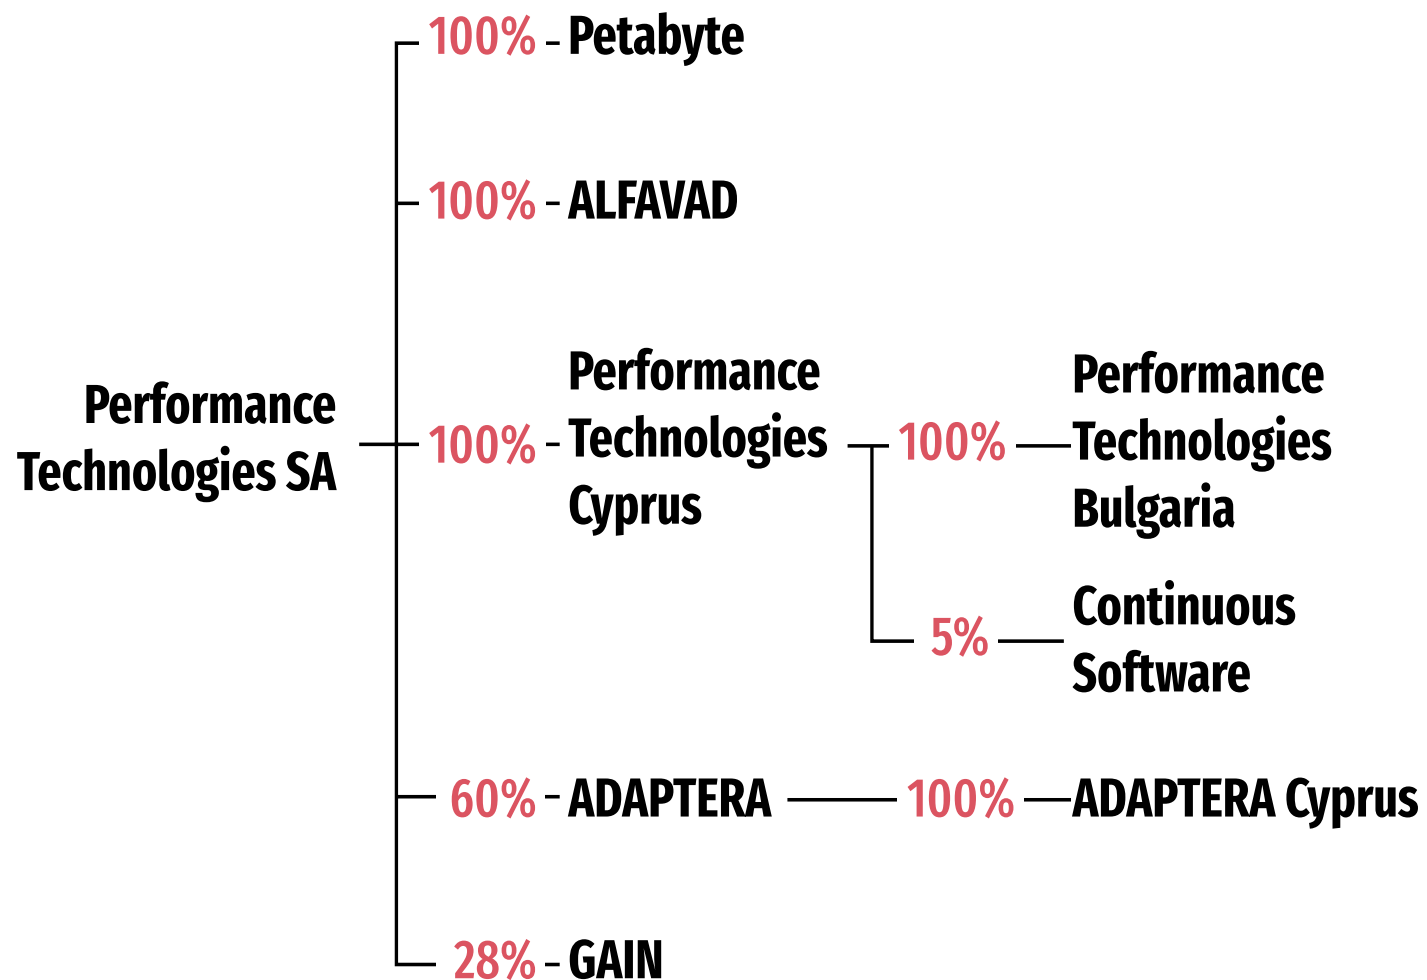 100% Petabyte
100% ALFAVAD
Performance
Technologies SA
100%
Performance
Technologies
Cyprus
100%
Performance
Technologies
Bulgaria
5%
Continuous
Software
60% ADAPTERA 100% ADAPTERA Cyprus
28% GAIN